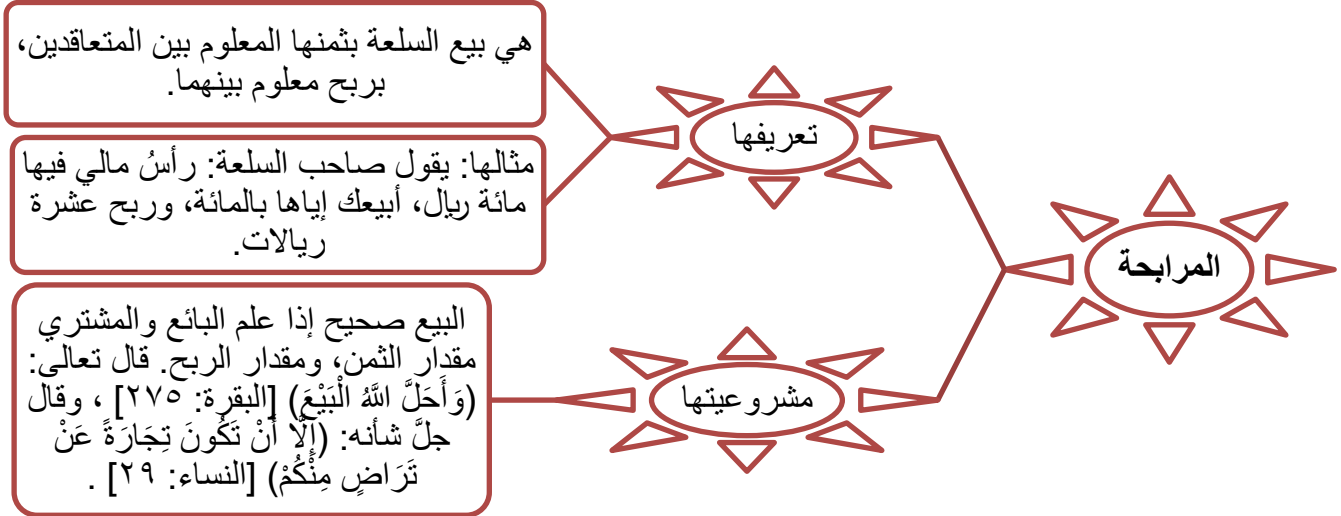 المرابحة
تعريفها
هي بيع السلعة بثمنها المعلوم بين المتعاقدين،
بربح معلوم بينهما.
مثالها: يقول صاحب السلعة: رأسُ مالي فيها
مائة ريال، أبيعك إياها بالمائة، وربح عشرة
ريالات.
مشروعيتها
البيع صحيح إذا علم البائع والمشتري
مقدار الثمن، ومقدار الربح. قال تعالى:
(وَأَحَلَّ اللَّهُ الْبَيْعَ) [البقرة: ٢٧٥] ، وقال
جلَّ شأنه: (إِلَّا أَنْ تَكُونَ تِجَارَةً عَنْ
تَرَاضٍ مِنْكُمْ) [النساء: ٢٩] .